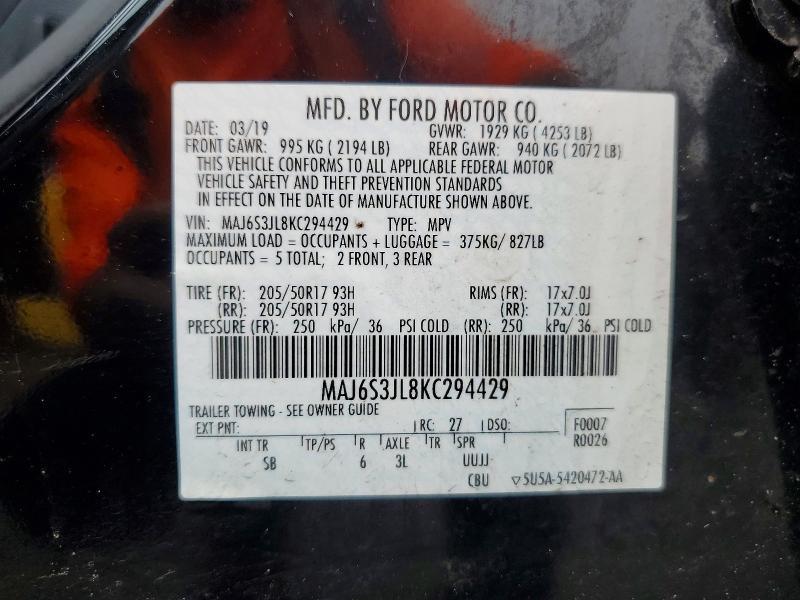 MFD. BY FORD MOTOR CO.
DATE: 03/19 GVWR: 1929 KG ( 4253 LB)
FRONT GAWR: 995 KG ( 2194 LB) REAR GAWR: 940 KG ( 2072 LB)
THIS VEHICLE CONFORMS TO ALL APPLICABLE FEDERAL MOTOR
VEHICLE SAFETY AND THEFT PREVENTION STANDARDS
IN EFFECT ON THE DATE OF MANUFACTURE SHOWN ABOVE.
VIN: MAJ6S3JL8KC294429 TYPE: MPV
MAXIMUM LOAD = OCCUPANTS + LUGGAGE = 375KG/ 827LB
OCCUPANTS = 5 TOTAL; 2 FRONT, 3 REAR
TIRE (FR): 205/50R17 93H RIMS (FR): 17x7.0J
(RR): 205/50R17 93H (RR): 17x7.0J
PRESSURE (FR): 250 kPa/ 36 PSI COLD (RR): 250 kPa/ 36 PSI COLD
MAJ6S3JL8KC294429
TRAILER TOWING - SEE OWNER GUIDE
EXT PNT: RC: 27 DSO: F0007
R0026
INT TR TP/PS R AXLE TR SPR
SB 6 3L UUJJ
CBU ▽5U5A-5420472-AA